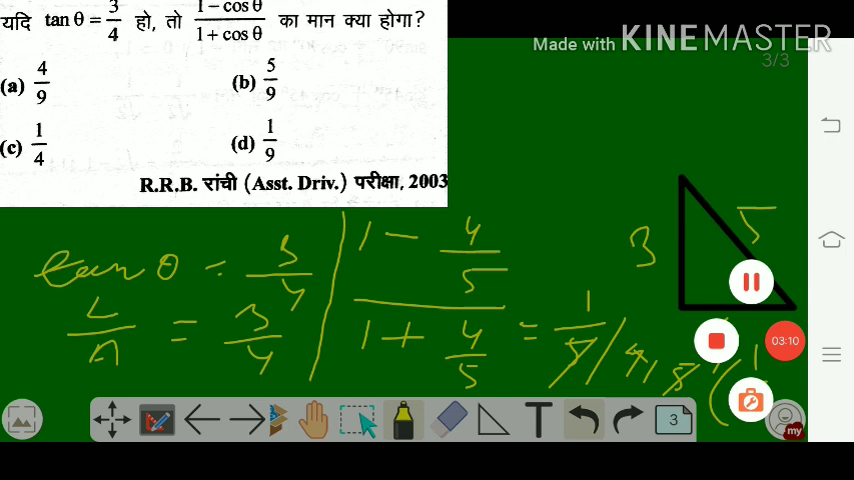 यदि tan θ = 3/4 हो, तो (1 − cos θ)/(1 + cos θ) का मान क्या होगा?
(a) 4/9 (b) 5/9
(c) 1/4 (d) 1/9
R.R.B. रांची (Asst. Driv.) परीक्षा, 2003
Made with KINEMASTER
3/3
3
5
tan θ = 3/4
L/A = 3/4
(1 − 4/5)/(1 + 4/5) = 1/5/
03:10
T
3
my